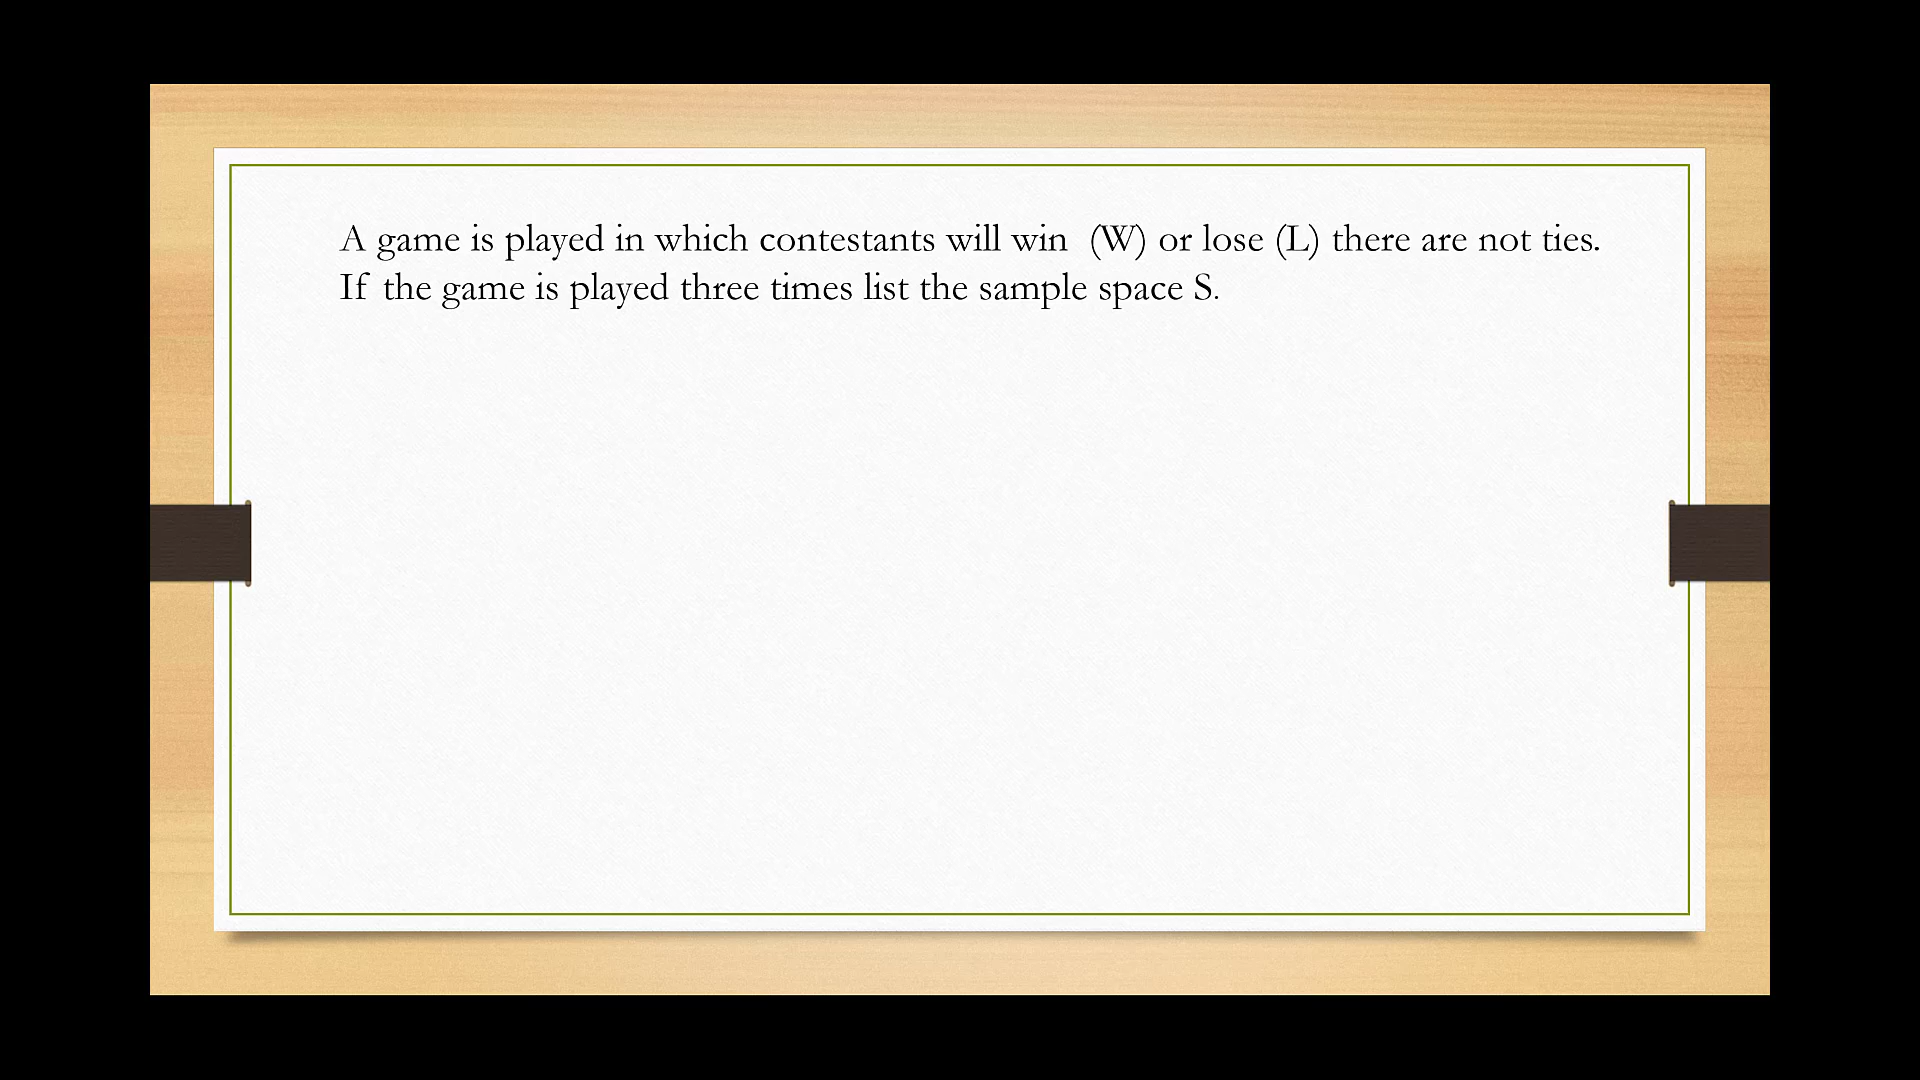 A game is played in which contestants will win  (W) or lose (L) there are not ties.
If the game is played three times list the sample space S.